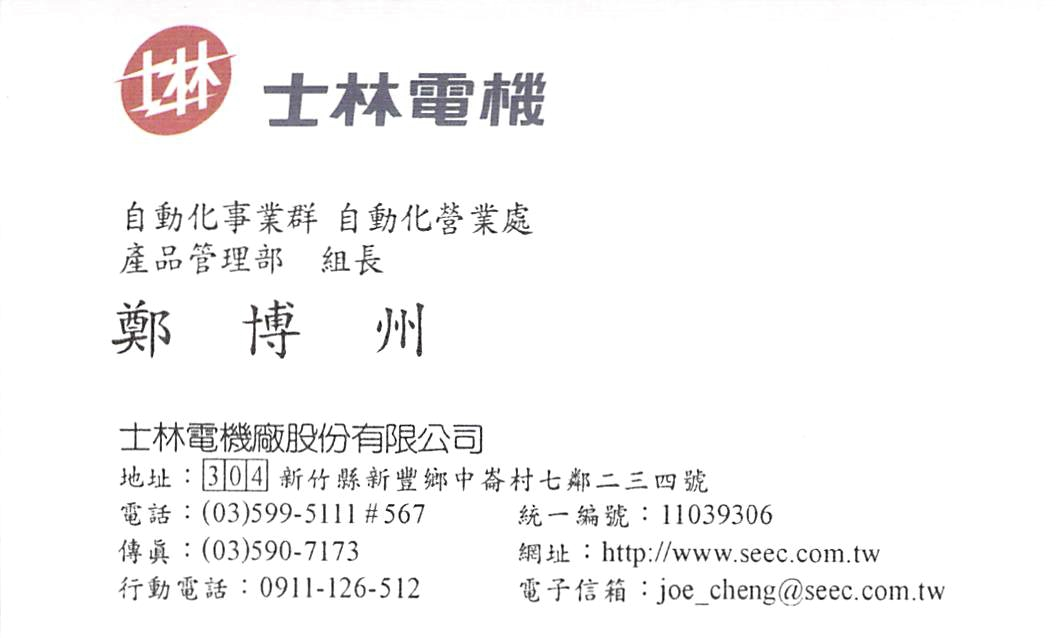 士林
士林電機
自動化事業群 自動化營業處
產品管理部 組長
鄭 博 州
士林電機廠股份有限公司
地址：304 新竹縣新豐鄉中崙村七鄰二三四號
電話：(03)599-5111 # 567
統一編號：11039306
傳眞：(03)590-7173
網址：http://www.seec.com.tw
行動電話：0911-126-512
電子信箱：joe_cheng@seec.com.tw